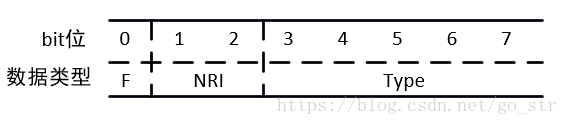 bit位 0 1 2 3 4 5 6 7
数据类型 F NRI Type
https://blog.csdn.net/go_str